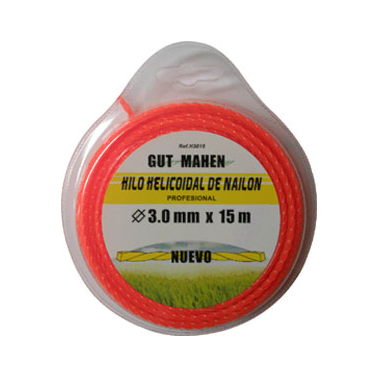 Ref.H3015
GUT MAHEN
HILO HELICOIDAL DE NAILON
PROFESIONAL
3.0 mm x 15 m
NUEVO